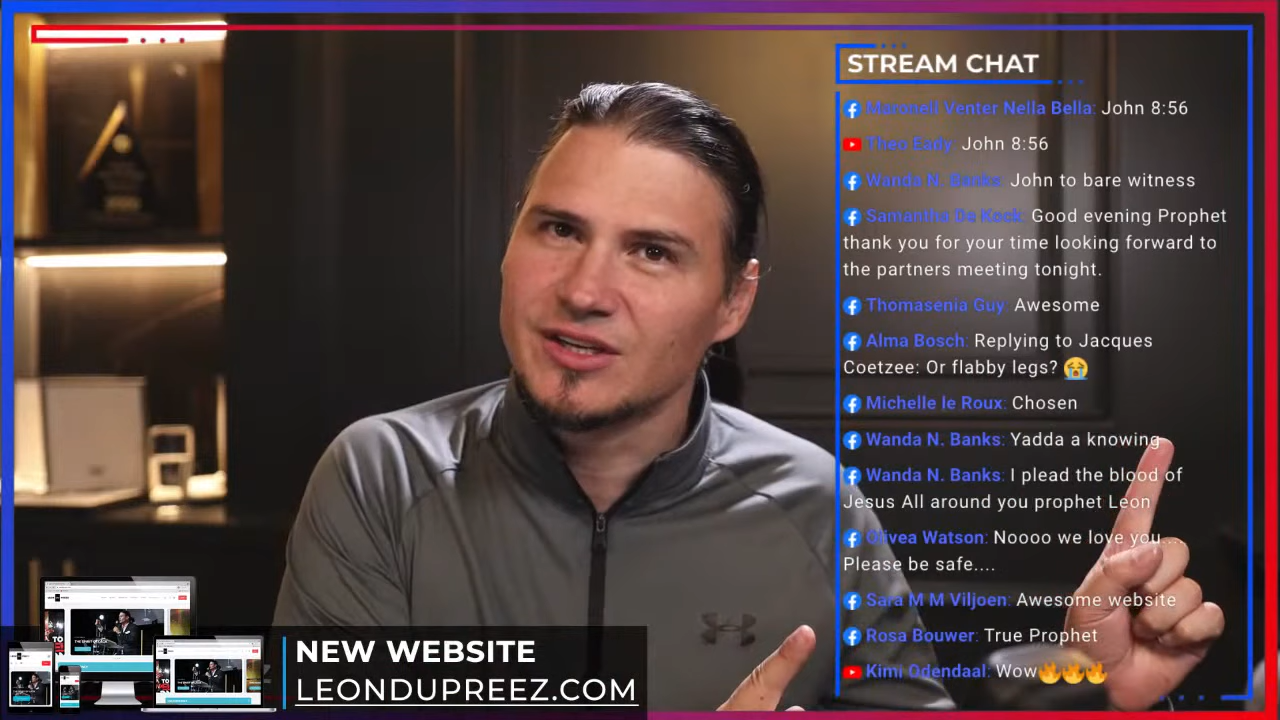 STREAM CHAT
Maronell Venter Nella Bella: John 8:56
Theo Eady: John 8:56
Wanda N. Banks: John to bare witness
Samantha De Kock: Good evening Prophet
thank you for your time looking forward to
the partners meeting tonight.
Thomasenia Guy: Awesome
Alma Bosch: Replying to Jacques
Coetzee: Or flabby legs? 😭
Michelle le Roux: Chosen
Wanda N. Banks: Yadda a knowing
Wanda N. Banks: I plead the blood of
Jesus All around you prophet Leon
Olivea Watson: Noooo we love you....
Please be safe....
Sara M M Viljoen: Awesome website
Rosa Bouwer: True Prophet
Kimi Odendaal: Wow🔥🔥🔥
NEW WEBSITE
LEONDUPREEZ.COM